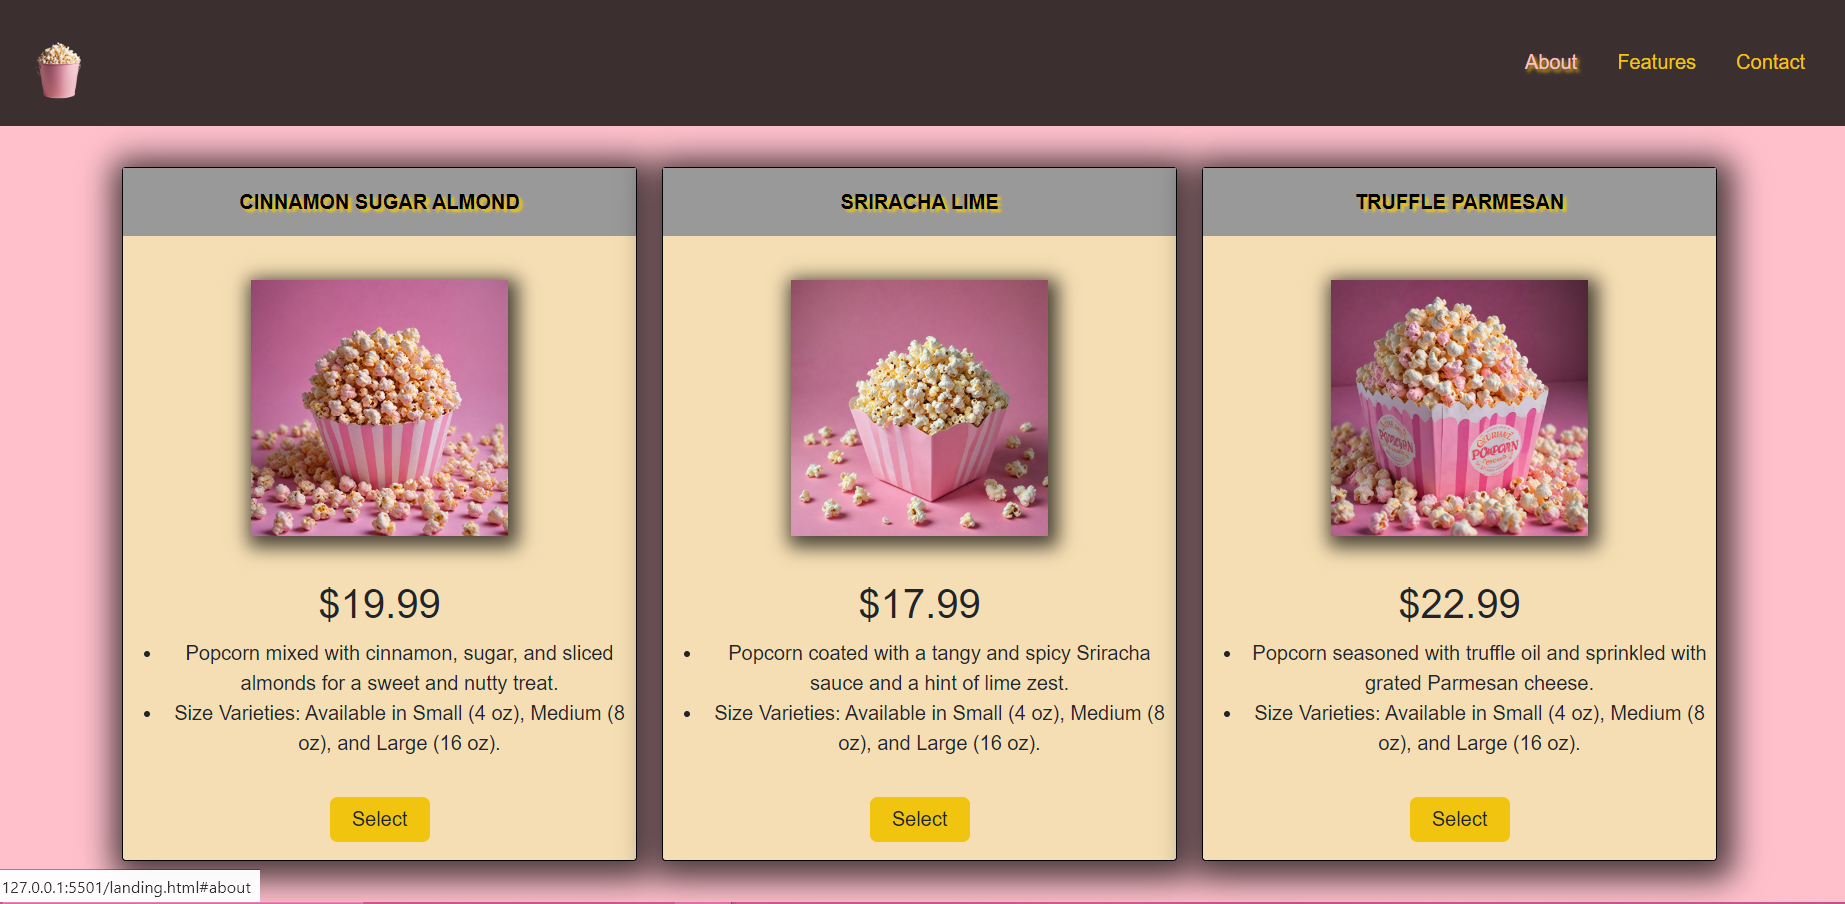 About Features Contact
CINNAMON SUGAR ALMOND
SRIRACHA LIME
TRUFFLE PARMESAN
POPCORN
$19.99
• Popcorn mixed with cinnamon, sugar, and sliced
almonds for a sweet and nutty treat.
• Size Varieties: Available in Small (4 oz), Medium (8
oz), and Large (16 oz).
Select
$17.99
• Popcorn coated with a tangy and spicy Sriracha
sauce and a hint of lime zest.
• Size Varieties: Available in Small (4 oz), Medium (8
oz), and Large (16 oz).
Select
$22.99
• Popcorn seasoned with truffle oil and sprinkled with
grated Parmesan cheese.
• Size Varieties: Available in Small (4 oz), Medium (8
oz), and Large (16 oz).
Select
127.0.0.1:5501/landing.html#about